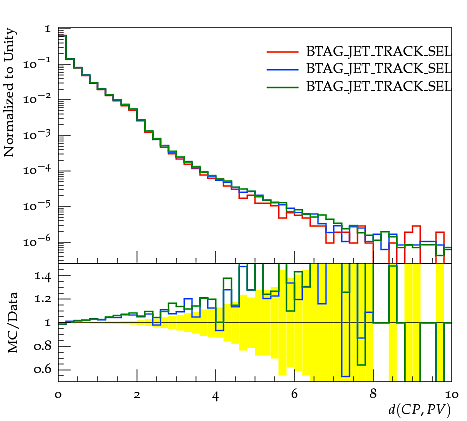 Normalized to Unity
1
10⁻¹
10⁻²
10⁻³
10⁻⁴
10⁻⁵
10⁻⁶
BTAG_JET_TRACK_SEL
BTAG_JET_TRACK_SEL
BTAG_JET_TRACK_SEL
MC/Data
1.4
1.2
1
0.8
0.6
0 2 4 6 8 10
d(CP, PV)